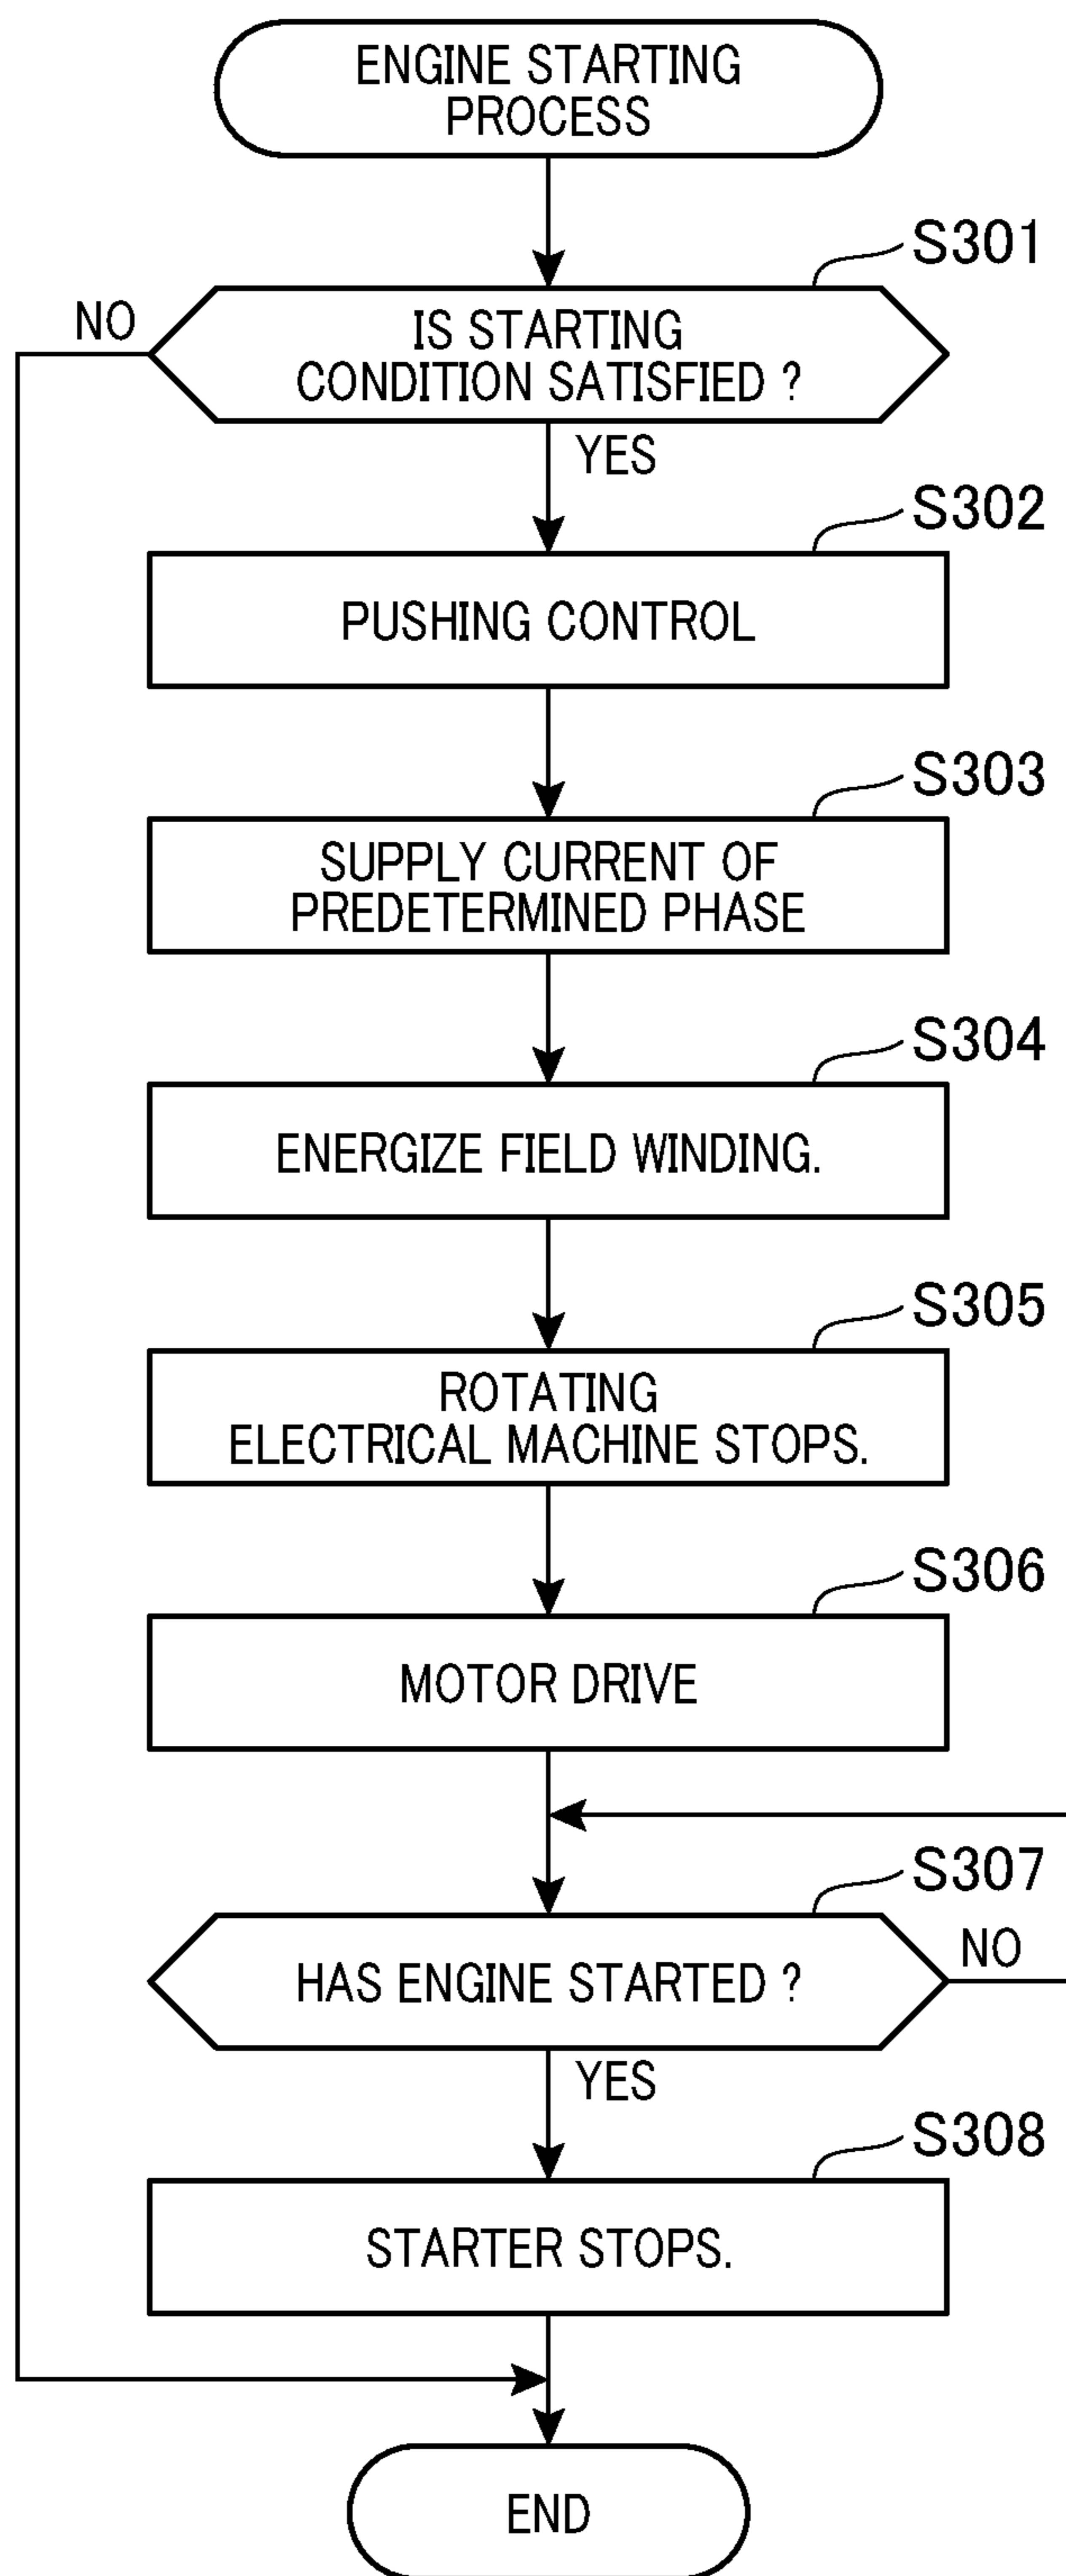 ENGINE STARTING
PROCESS
S301
NO
IS STARTING
CONDITION SATISFIED ?
YES
S302
PUSHING CONTROL
S303
SUPPLY CURRENT OF
PREDETERMINED PHASE
S304
ENERGIZE FIELD WINDING.
S305
ROTATING
ELECTRICAL MACHINE STOPS.
S306
MOTOR DRIVE
S307
NO
HAS ENGINE STARTED ?
YES
S308
STARTER STOPS.
END